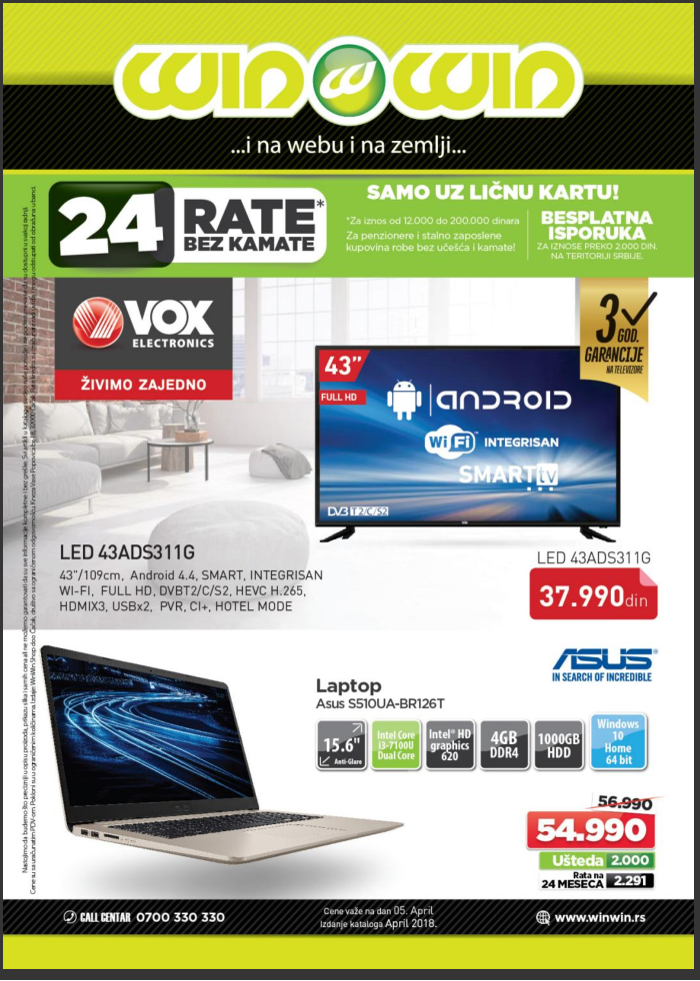 WIN WIN
...i na webu i na zemlji...
24 RATE*
BEZ KAMATE
SAMO UZ LIČNU KARTU!
*Za iznos od 12.000 do 200.000 dinara
Za penzionere i stalno zaposlene
kupovina robe bez učešća i kamate!
BESPLATNA
ISPORUKA
ZA IZNOSE PREKO 2.000 DIN.
NA TERITORIJI SRBIJE.
VOX
ELECTRONICS
ŽIVIMO ZAJEDNO
3
GOD.
GARANCIJE
NA TELEVIZORE
43"
FULL HD
ANDROID
Wi Fi INTEGRISAN
SMART tv
DVB T2/C/S2
LED 43ADS311G
43"/109cm, Android 4.4, SMART, INTEGRISAN
WI-FI, FULL HD, DVBT2/C/S2, HEVC H.265,
HDMIX3, USBx2, PVR, CI+, HOTEL MODE
LED 43ADS311G
37.990din
ASUS
IN SEARCH OF INCREDIBLE
Laptop
Asus S510UA-BR126T
15.6"
Anti-Glare
Intel Core
i3-7100U
Dual Core
Intel® HD
graphics
620
4GB
DDR4
1000GB
HDD
Windows
10
Home
64 bit
56.990
54.990
Ušteda 2.000
Rata na
24 MESECA 2.291
CALL CENTAR 0700 330 330
Cene važe na dan 05. April
Izdanje kataloga April 2018.
www.winwin.rs